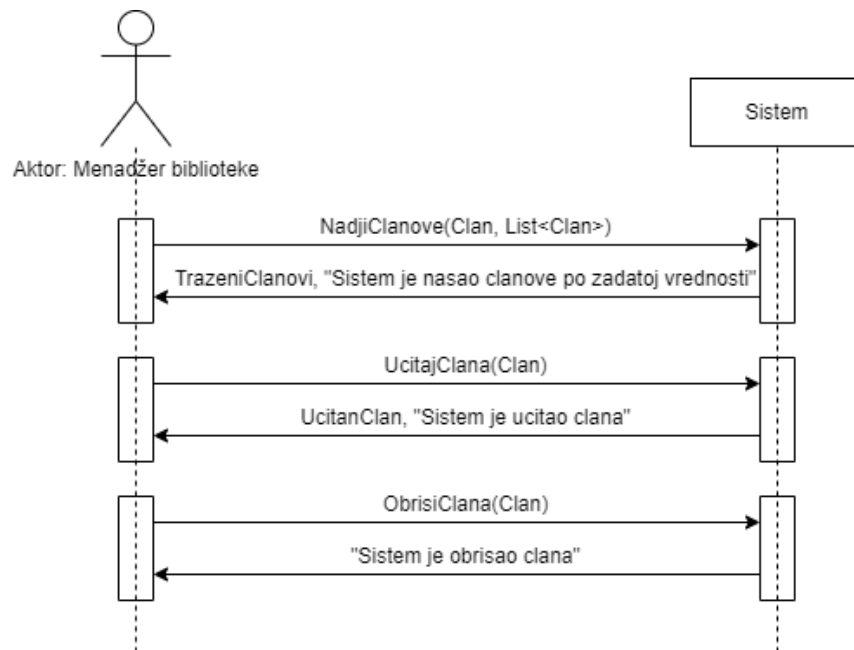 Sistem
Aktor: Menadžer biblioteke
NadjiClanove(Clan, List<Clan>)
TrazeniClanovi, "Sistem je nasao clanove po zadatoj vrednosti"
UcitajClana(Clan)
UcitanClan, "Sistem je ucitao clana"
ObrisiClana(Clan)
"Sistem je obrisao clana"